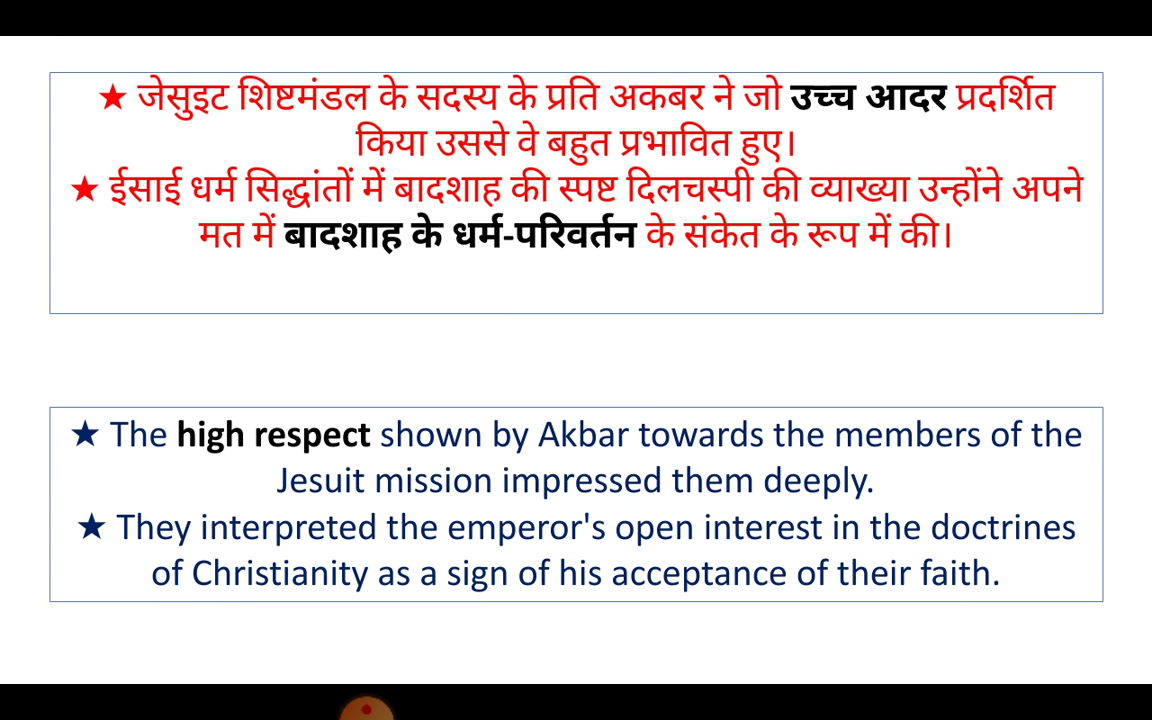 ★ जेसुइट शिष्टमंडल के सदस्य के प्रति अकबर ने जो उच्च आदर प्रदर्शित
किया उससे वे बहुत प्रभावित हुए।
★ ईसाई धर्म सिद्धांतों में बादशाह की स्पष्ट दिलचस्पी की व्याख्या उन्होंने अपने
मत में बादशाह के धर्म-परिवर्तन के संकेत के रूप में की।
★ The high respect shown by Akbar towards the members of the
Jesuit mission impressed them deeply.
★ They interpreted the emperor's open interest in the doctrines
of Christianity as a sign of his acceptance of their faith.